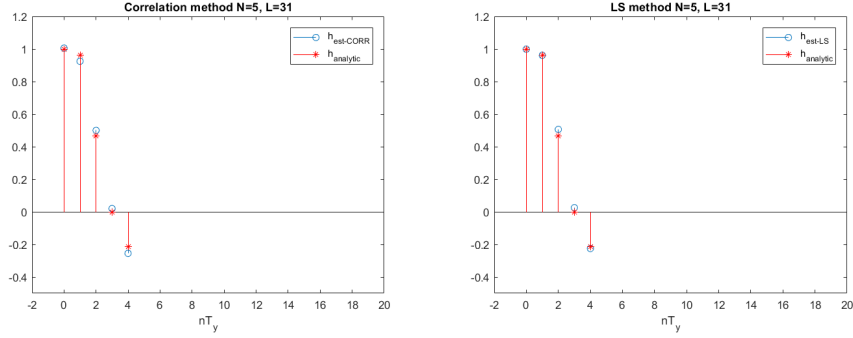 Correlation method N=5, L=31
1.2
1
0.8
0.6
0.4
0.2
0
-0.2
-0.4
-2 0 2 4 6 8 10 12 14 16 18 20
nT_y
h_est-CORR
h_analytic
LS method N=5, L=31
1.2
1
0.8
0.6
0.4
0.2
0
-0.2
-0.4
-2 0 2 4 6 8 10 12 14 16 18 20
nT_y
h_est-LS
h_analytic